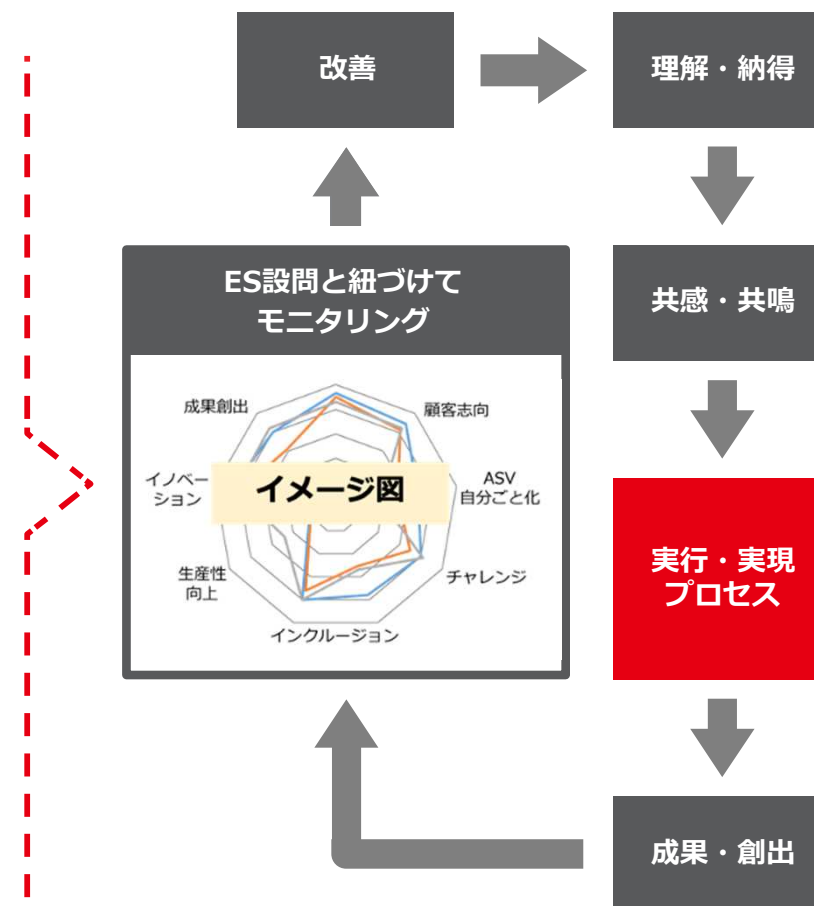 改善
理解・納得
ES設問と紐づけて
モニタリング
共感・共鳴
成果創出
顧客志向
イノベー
ション
イメージ図
ASV
自分ごと化
生産性
向上
チャレンジ
インクルージョン
実行・実現
プロセス
成果・創出